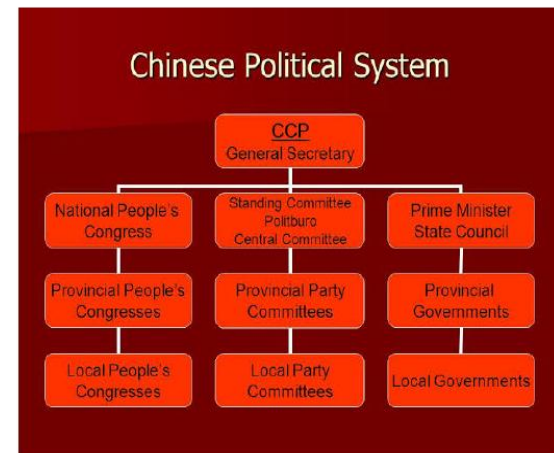 Chinese Political System
CCP
General Secretary
National People's
Congress
Standing Committee
Politburo
Central Committee
Prime Minister
State Council
Provincial People's
Congresses
Provincial Party
Committees
Provincial
Governments
Local People's
Congresses
Local Party
Committees
Local Governments